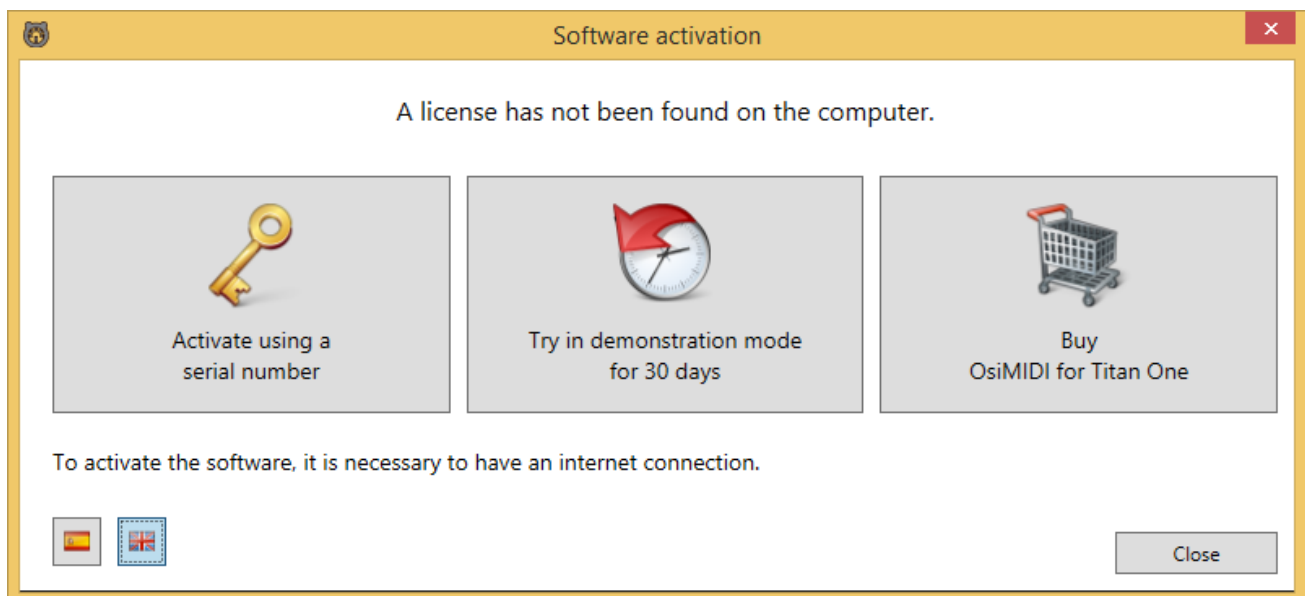 Software activation
A license has not been found on the computer.
Activate using a
serial number
Try in demonstration mode
for 30 days
Buy
OsiMIDI for Titan One
To activate the software, it is necessary to have an internet connection.
Close